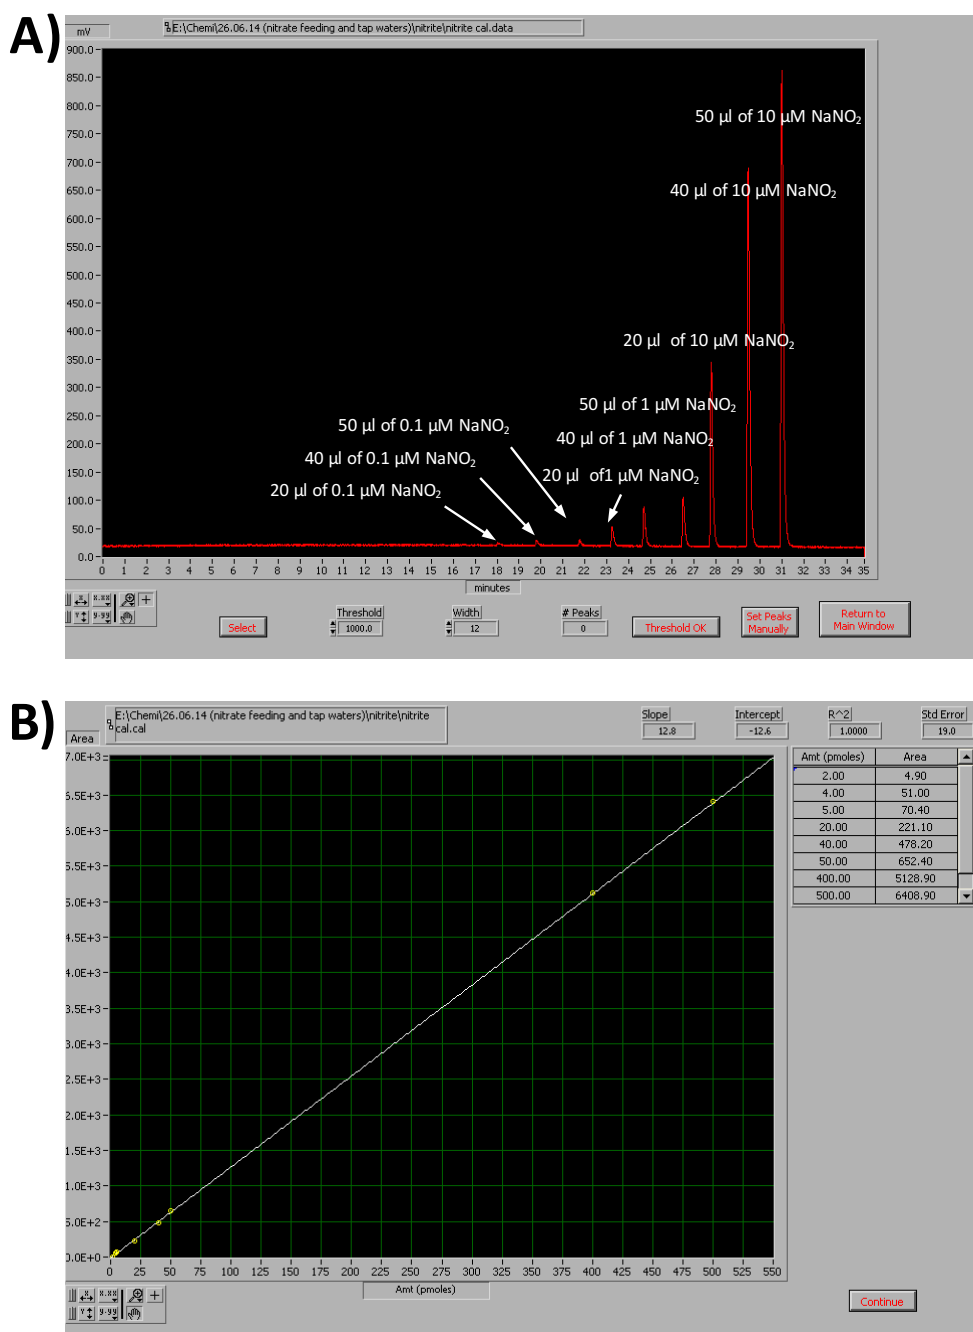 A)
mV
E:\Chemi\26.06.14 (nitrate feeding and tap waters)\nitrite\nitrite cal.data
900.0
850.0
800.0
750.0
700.0
650.0
600.0
550.0
500.0
450.0
400.0
350.0
300.0
250.0
200.0
150.0
100.0
50.0
0.0
50 µl of 10 µM NaNO₂
40 µl of 10 µM NaNO₂
20 µl of 10 µM NaNO₂
50 µl of 1 µM NaNO₂
50 µl of 0.1 µM NaNO₂
40 µl of 1 µM NaNO₂
40 µl of 0.1 µM NaNO₂
20 µl of1 µM NaNO₂
20 µl of 0.1 µM NaNO₂
0 1 2 3 4 5 6 7 8 9 10 11 12 13 14 15 16 17 18 19 20 21 22 23 24 25 26 27 28 29 30 31 32 33 34 35
minutes
Select
Threshold
1000.0
Width
12
# Peaks
0
Threshold OK
Set Peaks
Manually
Return to
Main Window
B)
Area
E:\Chemi\26.06.14 (nitrate feeding and tap waters)\nitrite\nitrite
cal.cal
Slope
12.8
Intercept
-12.6
R^2
1.0000
Std Error
19.0
Amt (pmoles) Area
2.00 4.90
4.00 51.00
5.00 70.40
20.00 221.10
40.00 478.20
50.00 652.40
400.00 5128.90
500.00 6408.90
7.0E+3
6.5E+3
6.0E+3
5.5E+3
5.0E+3
4.5E+3
4.0E+3
3.5E+3
3.0E+3
2.5E+3
2.0E+3
1.5E+3
1.0E+3
5.0E+2
0.0E+0
0 25 50 75 100 125 150 175 200 225 250 275 300 325 350 375 400 425 450 475 500 525 550
Amt (pmoles)
Continue